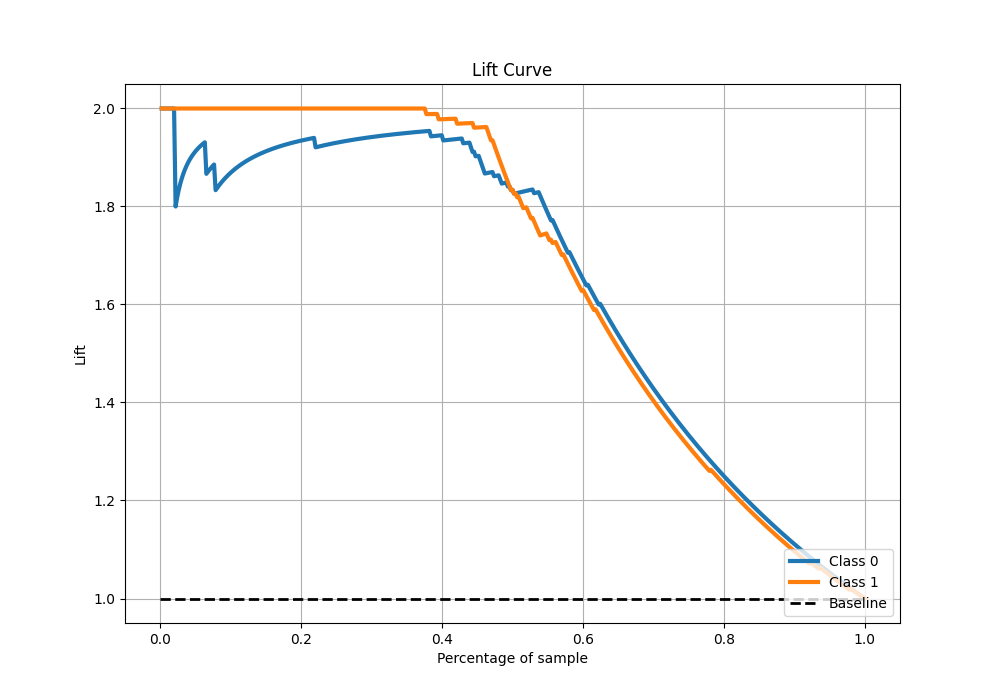 Lift Curve
2.0
1.8
1.6
1.4
1.2
1.0
Lift
0.0 0.2 0.4 0.6 0.8 1.0
Percentage of sample
Class 0
Class 1
Baseline